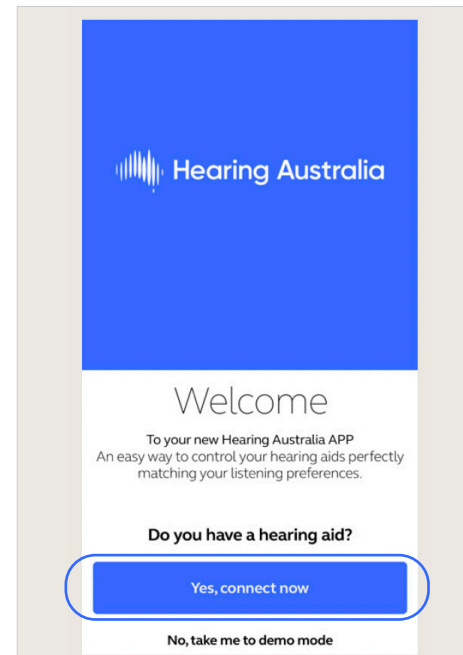 Hearing Australia
Welcome
To your new Hearing Australia APP
An easy way to control your hearing aids perfectly
matching your listening preferences.
Do you have a hearing aid?
Yes, connect now
No, take me to demo mode